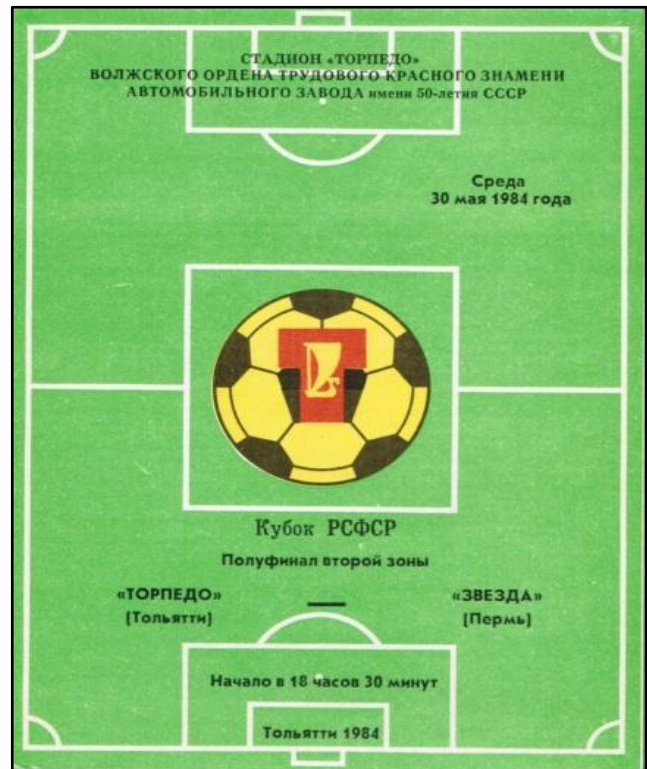 СТАДИОН «ТОРПЕДО»
ВОЛЖСКОГО ОРДЕНА ТРУДОВОГО КРАСНОГО ЗНАМЕНИ
АВТОМОБИЛЬНОГО ЗАВОДА имени 50-летия СССР
Среда
30 мая 1984 года
Кубок РСФСР
Полуфинал второй зоны
«ТОРПЕДО» — «ЗВЕЗДА»
(Тольятти) (Пермь)
Начало в 18 часов 30 минут
Тольятти 1984